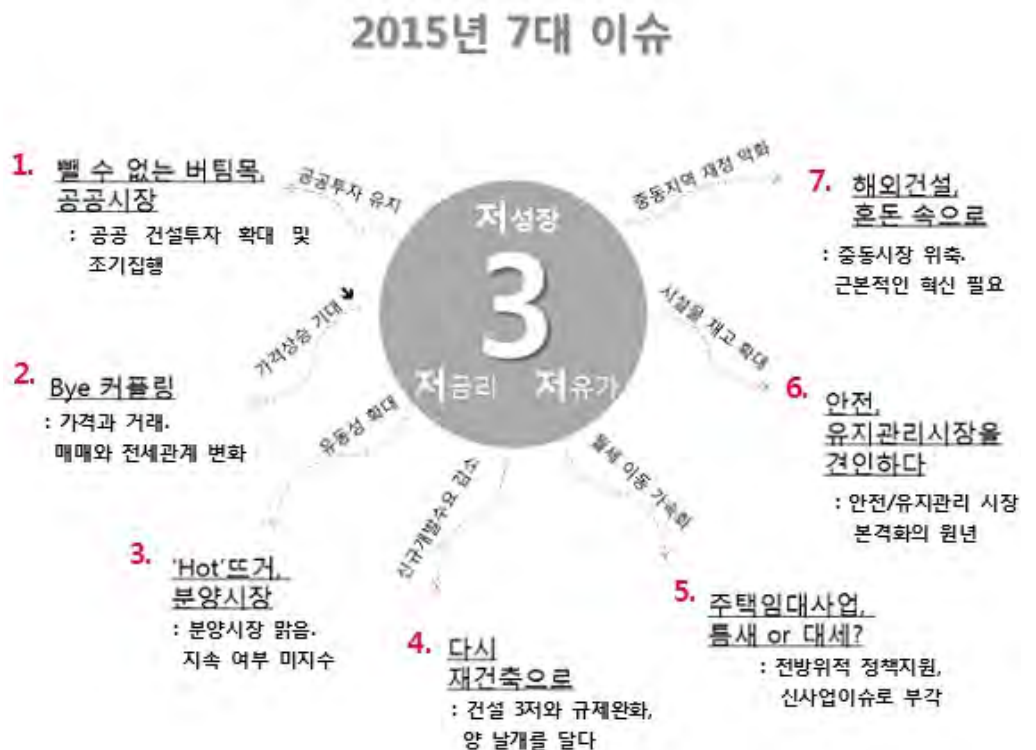 2015년 7대 이슈
1. 뺄 수 없는 버팀목,
공공시장
: 공공 건설투자 확대 및
조기집행
공공투자 유지
2. Bye 커플링
: 가격과 거래.
매매와 전세관계 변화
가격상승 기대
3. 'Hot'뜨거,
분양시장
: 분양시장 맑음.
지속 여부 미지수
유동성 확대
4. 다시
재건축으로
: 건설 3저와 규제완화,
양 날개를 달다
신규개발수요 감소
5. 주택임대사업,
틈새 or 대세?
: 전방위적 정책지원,
신사업이슈로 부각
월세 이동 가속화
6. 안전,
유지관리시장을
견인하다
: 안전/유지관리 시장
본격화의 원년
시설물 재고 확대
7. 해외건설,
혼돈 속으로
: 중동시장 위축.
근본적인 혁신 필요
중동지역 재정 악화
저성장
3
저금리 저유가